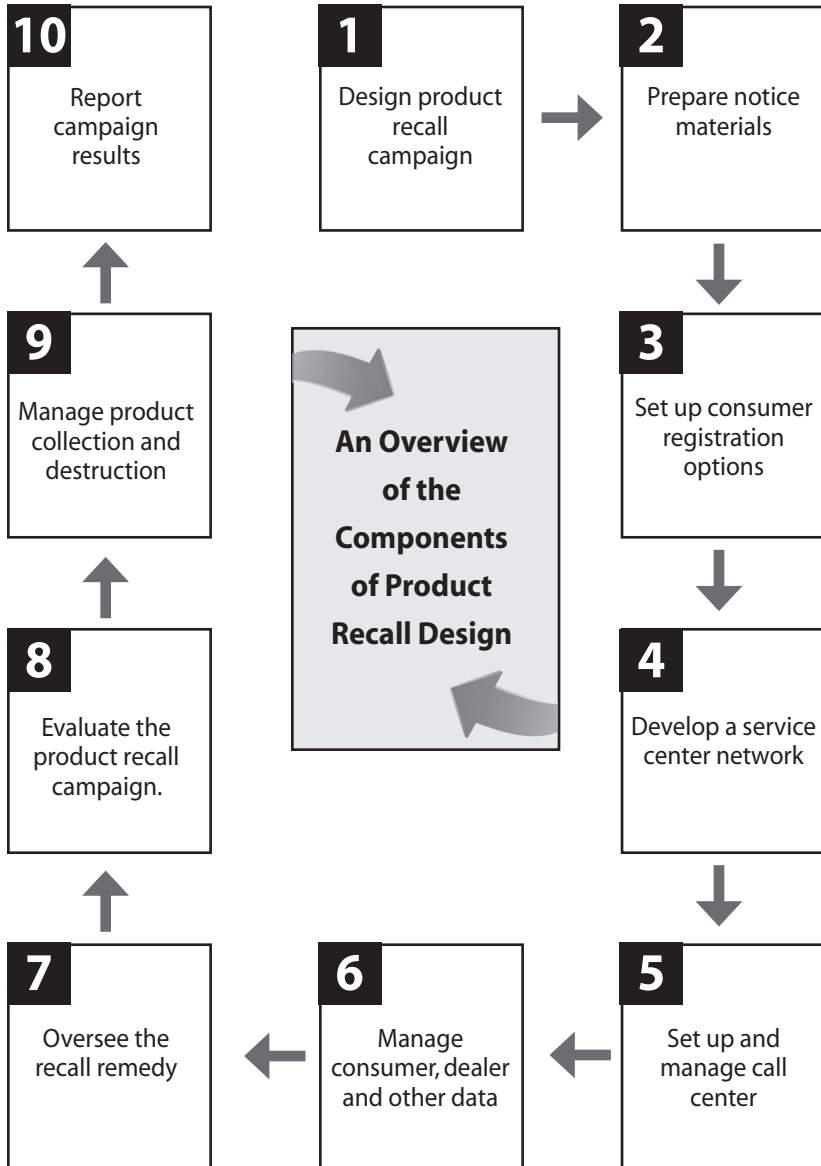 10
Report
campaign
results
1
Design product
recall
campaign
2
Prepare notice
materials
9
Manage product
collection and
destruction
An Overview
of the
Components
of Product
Recall Design
3
Set up consumer
registration
options
8
Evaluate the
product recall
campaign.
4
Develop a service
center network
7
Oversee the
recall remedy
6
Manage
consumer, dealer
and other data
5
Set up and
manage call
center